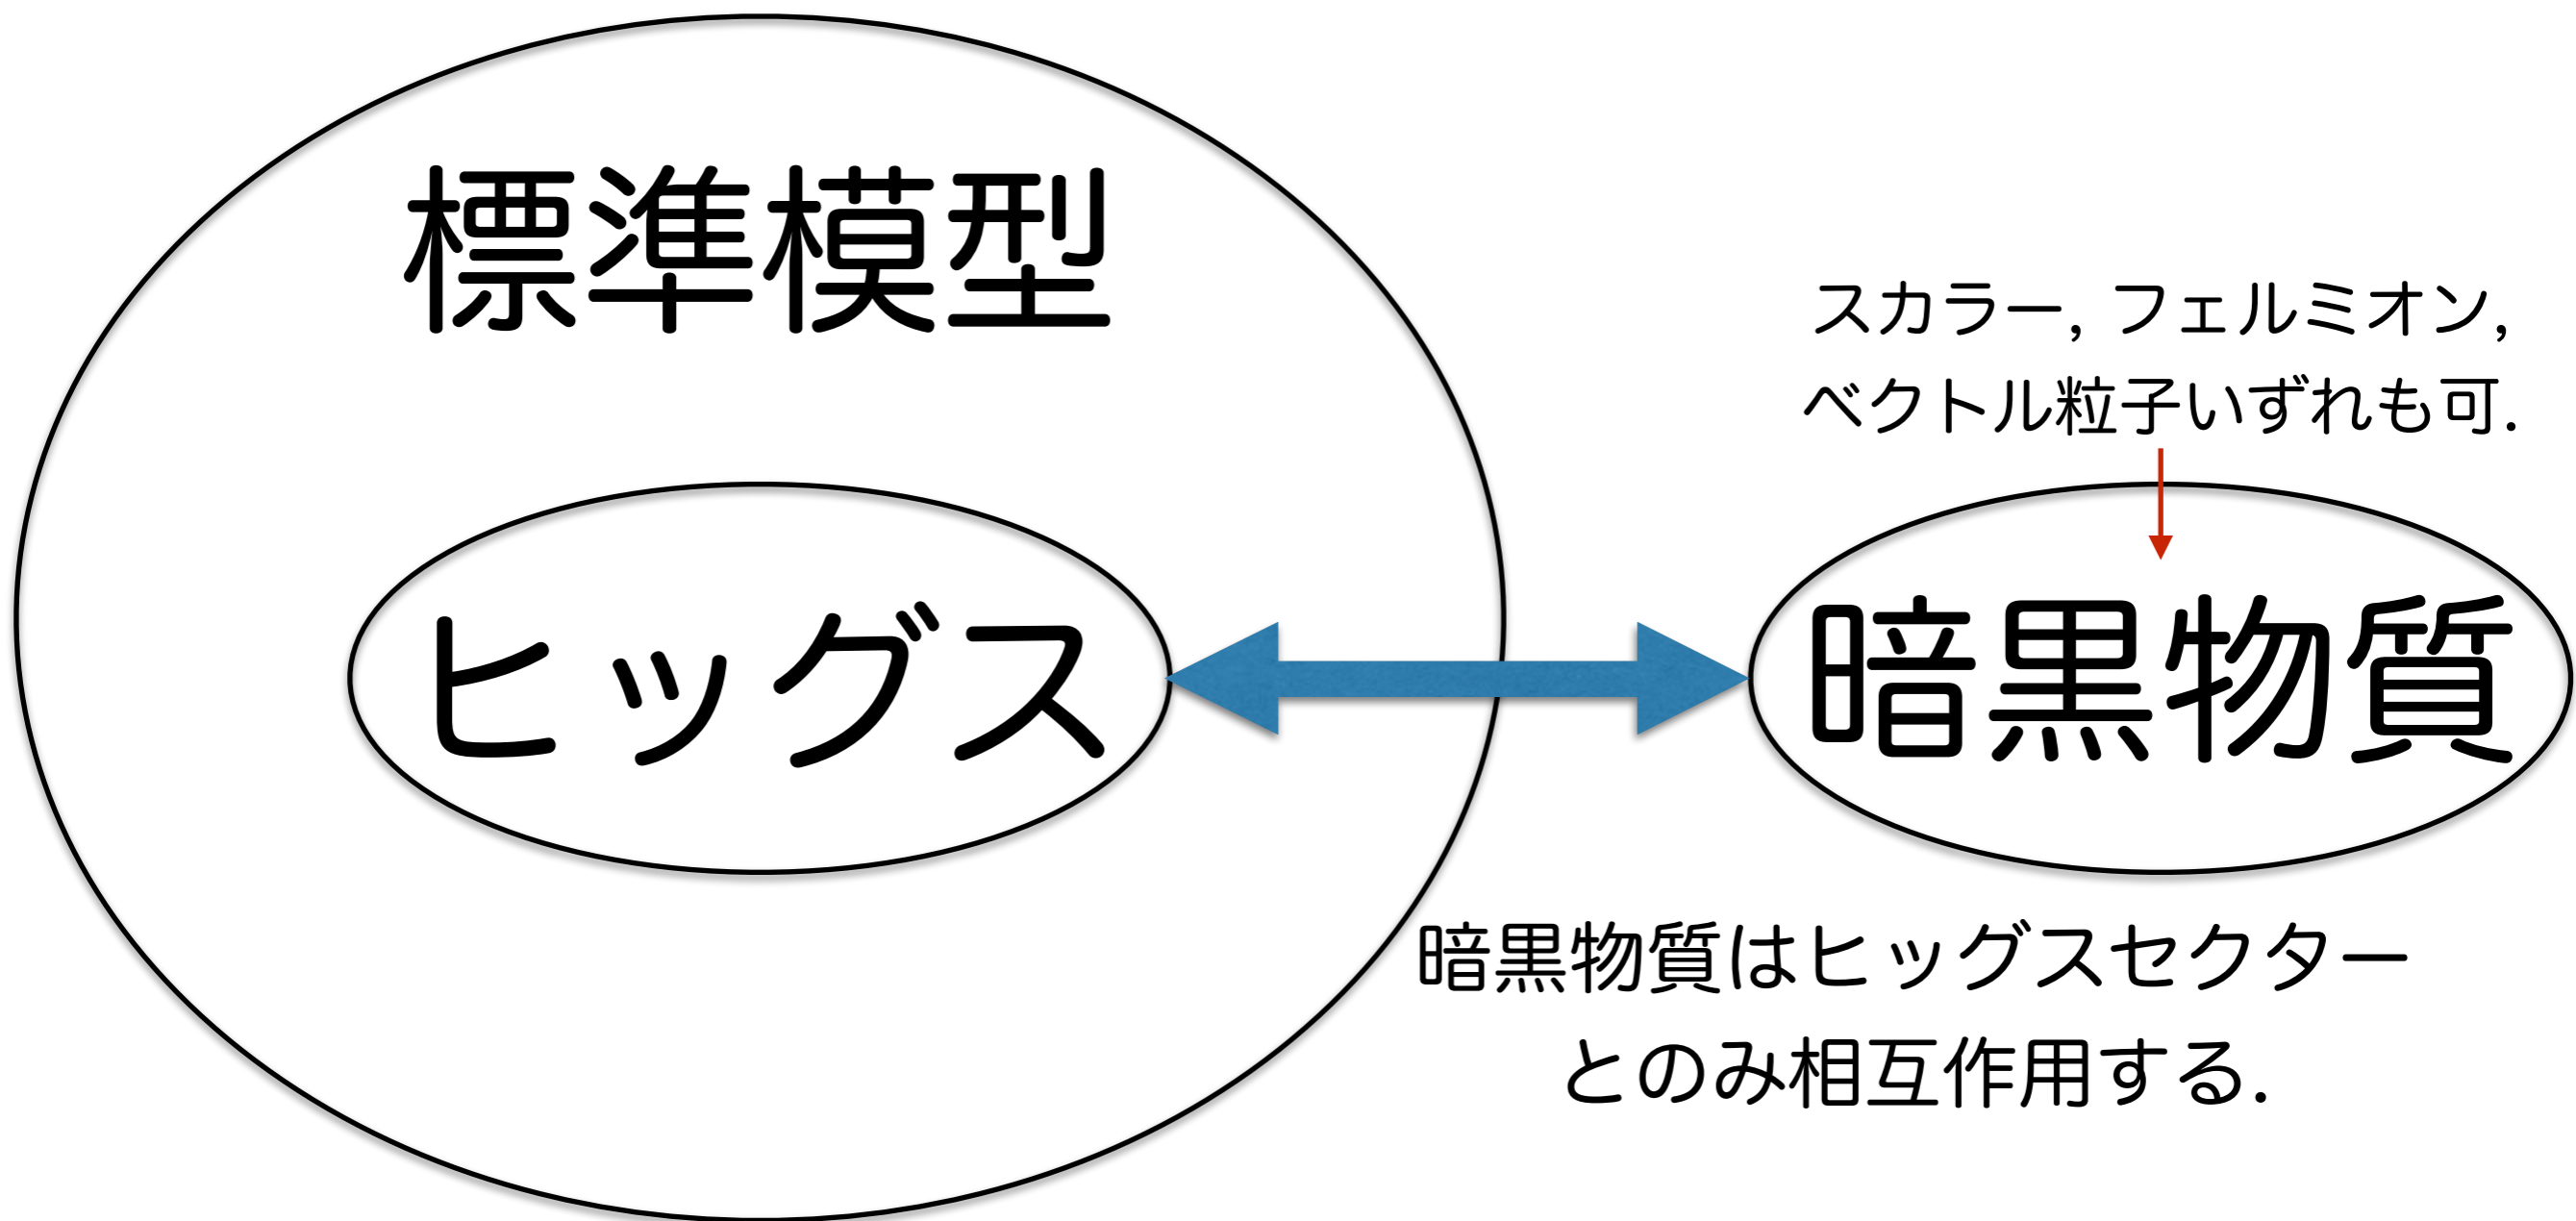 標準模型
スカラー, フェルミオン,
ベクトル粒子いずれも可.
ヒッグス
暗黒物質
暗黒物質はヒッグスセクター
とのみ相互作用する.